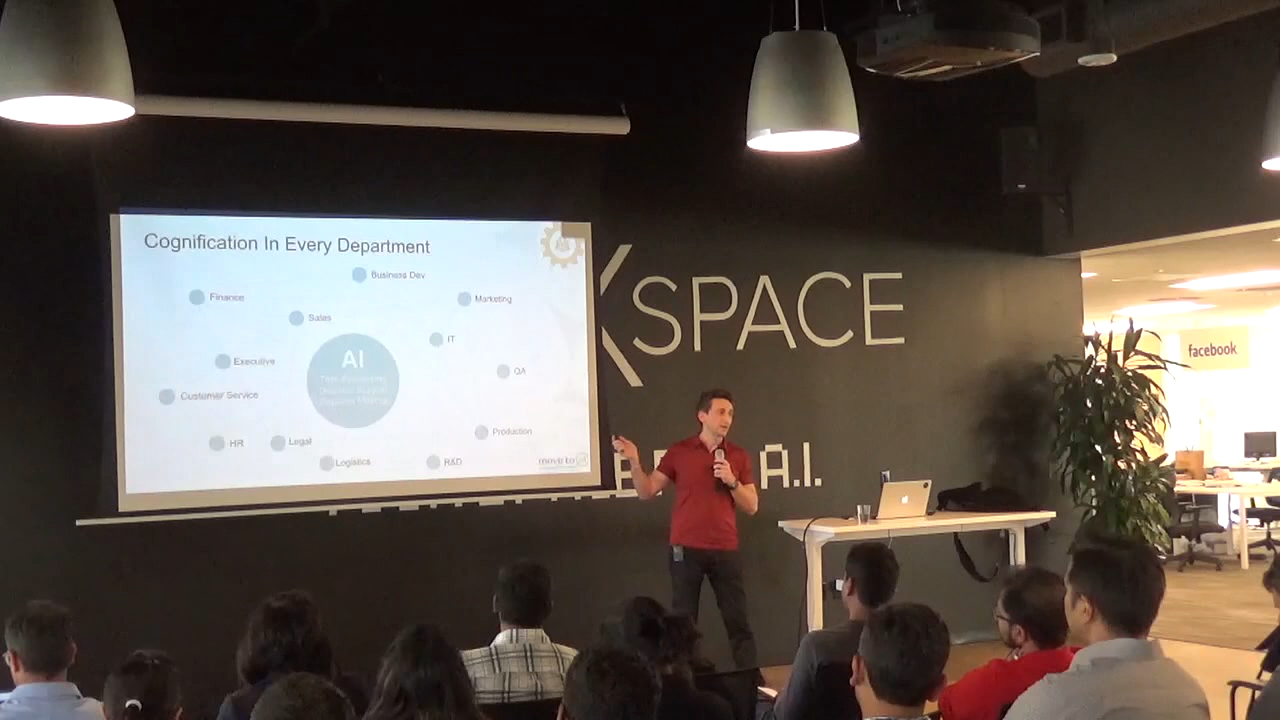 Cognification In Every Department
Business Dev
Finance
Marketing
Sales
IT
AI
Executive
QA
Customer Service
Production
HR
Legal
Logistics
R&D
SPACE
A.I.
facebook